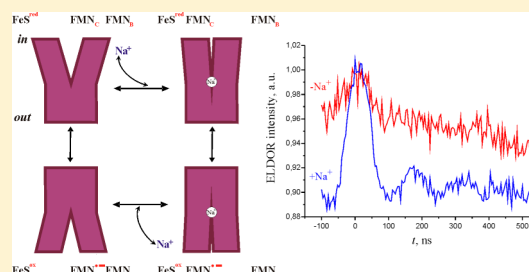 FeS^red FMN_C FMN_B FeS^red FMN_C FMN_B
in
out
Na⁺
Na
Na⁺
Na
FeS^ox FMN FMN FeS^ox FMN FMN
ELDOR intensity, a.u.
1,02
1,00
0,98
0,96
0,94
0,92
0,90
0,88
-Na⁺
+Na⁺
-100 0 100 200 300 400 500
t, ns